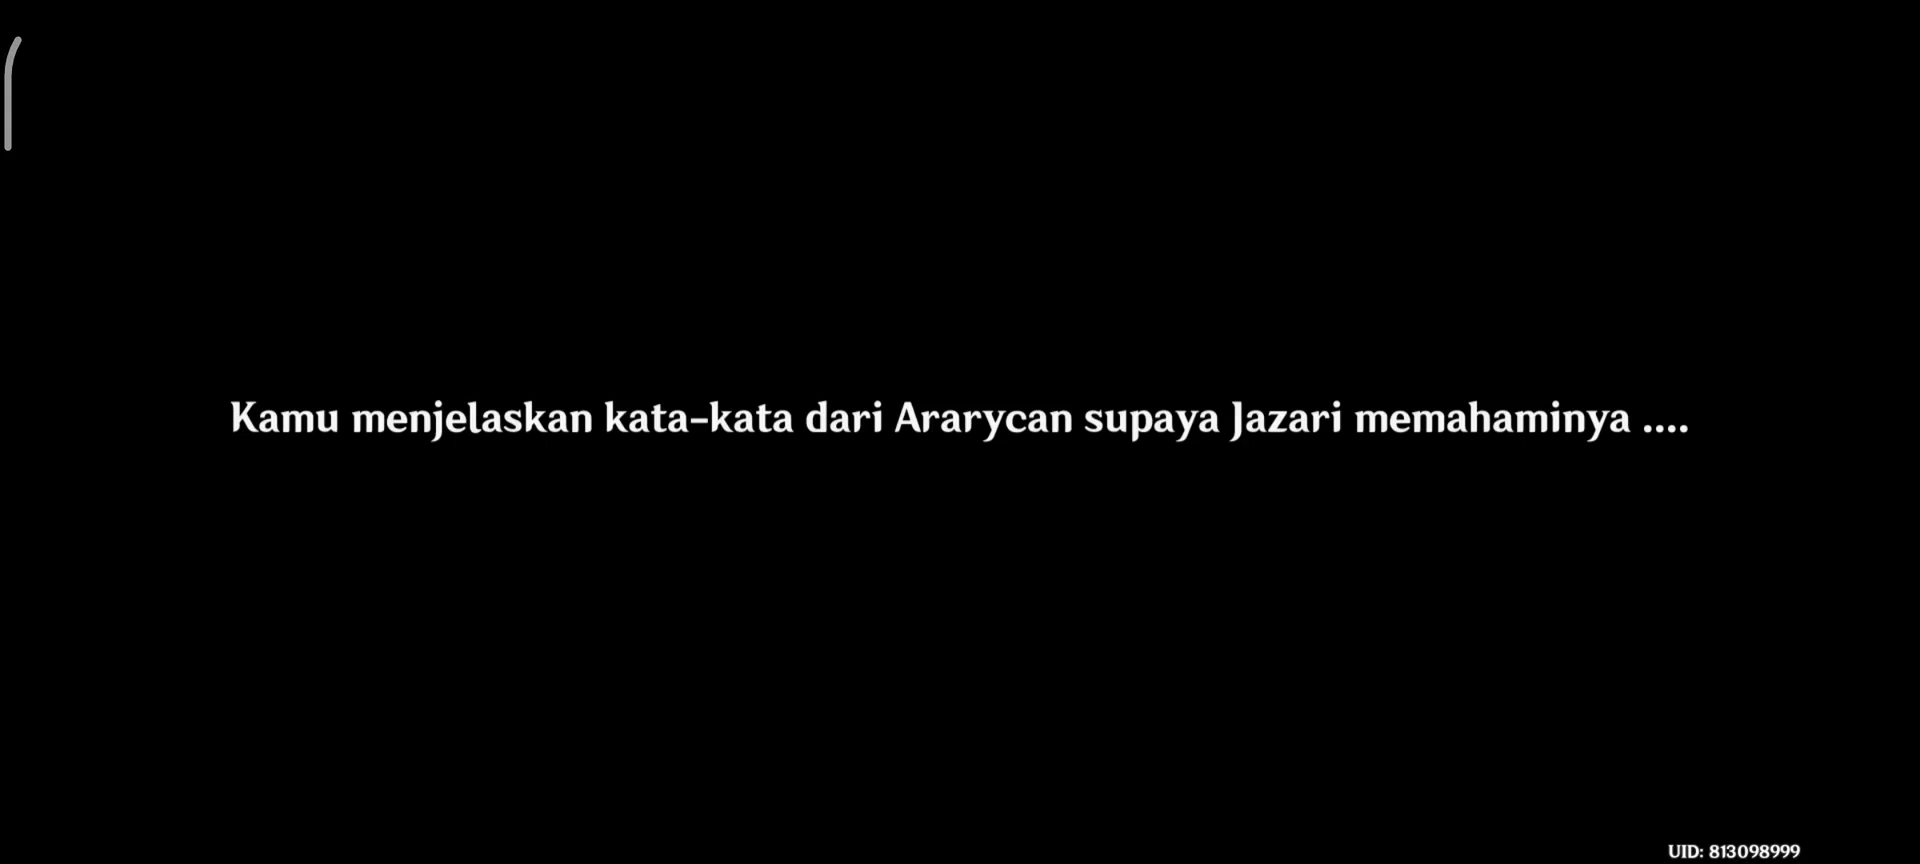 Kamu menjelaskan kata-kata dari Ararycan supaya Jazari memahaminya ....
UID: 813098999